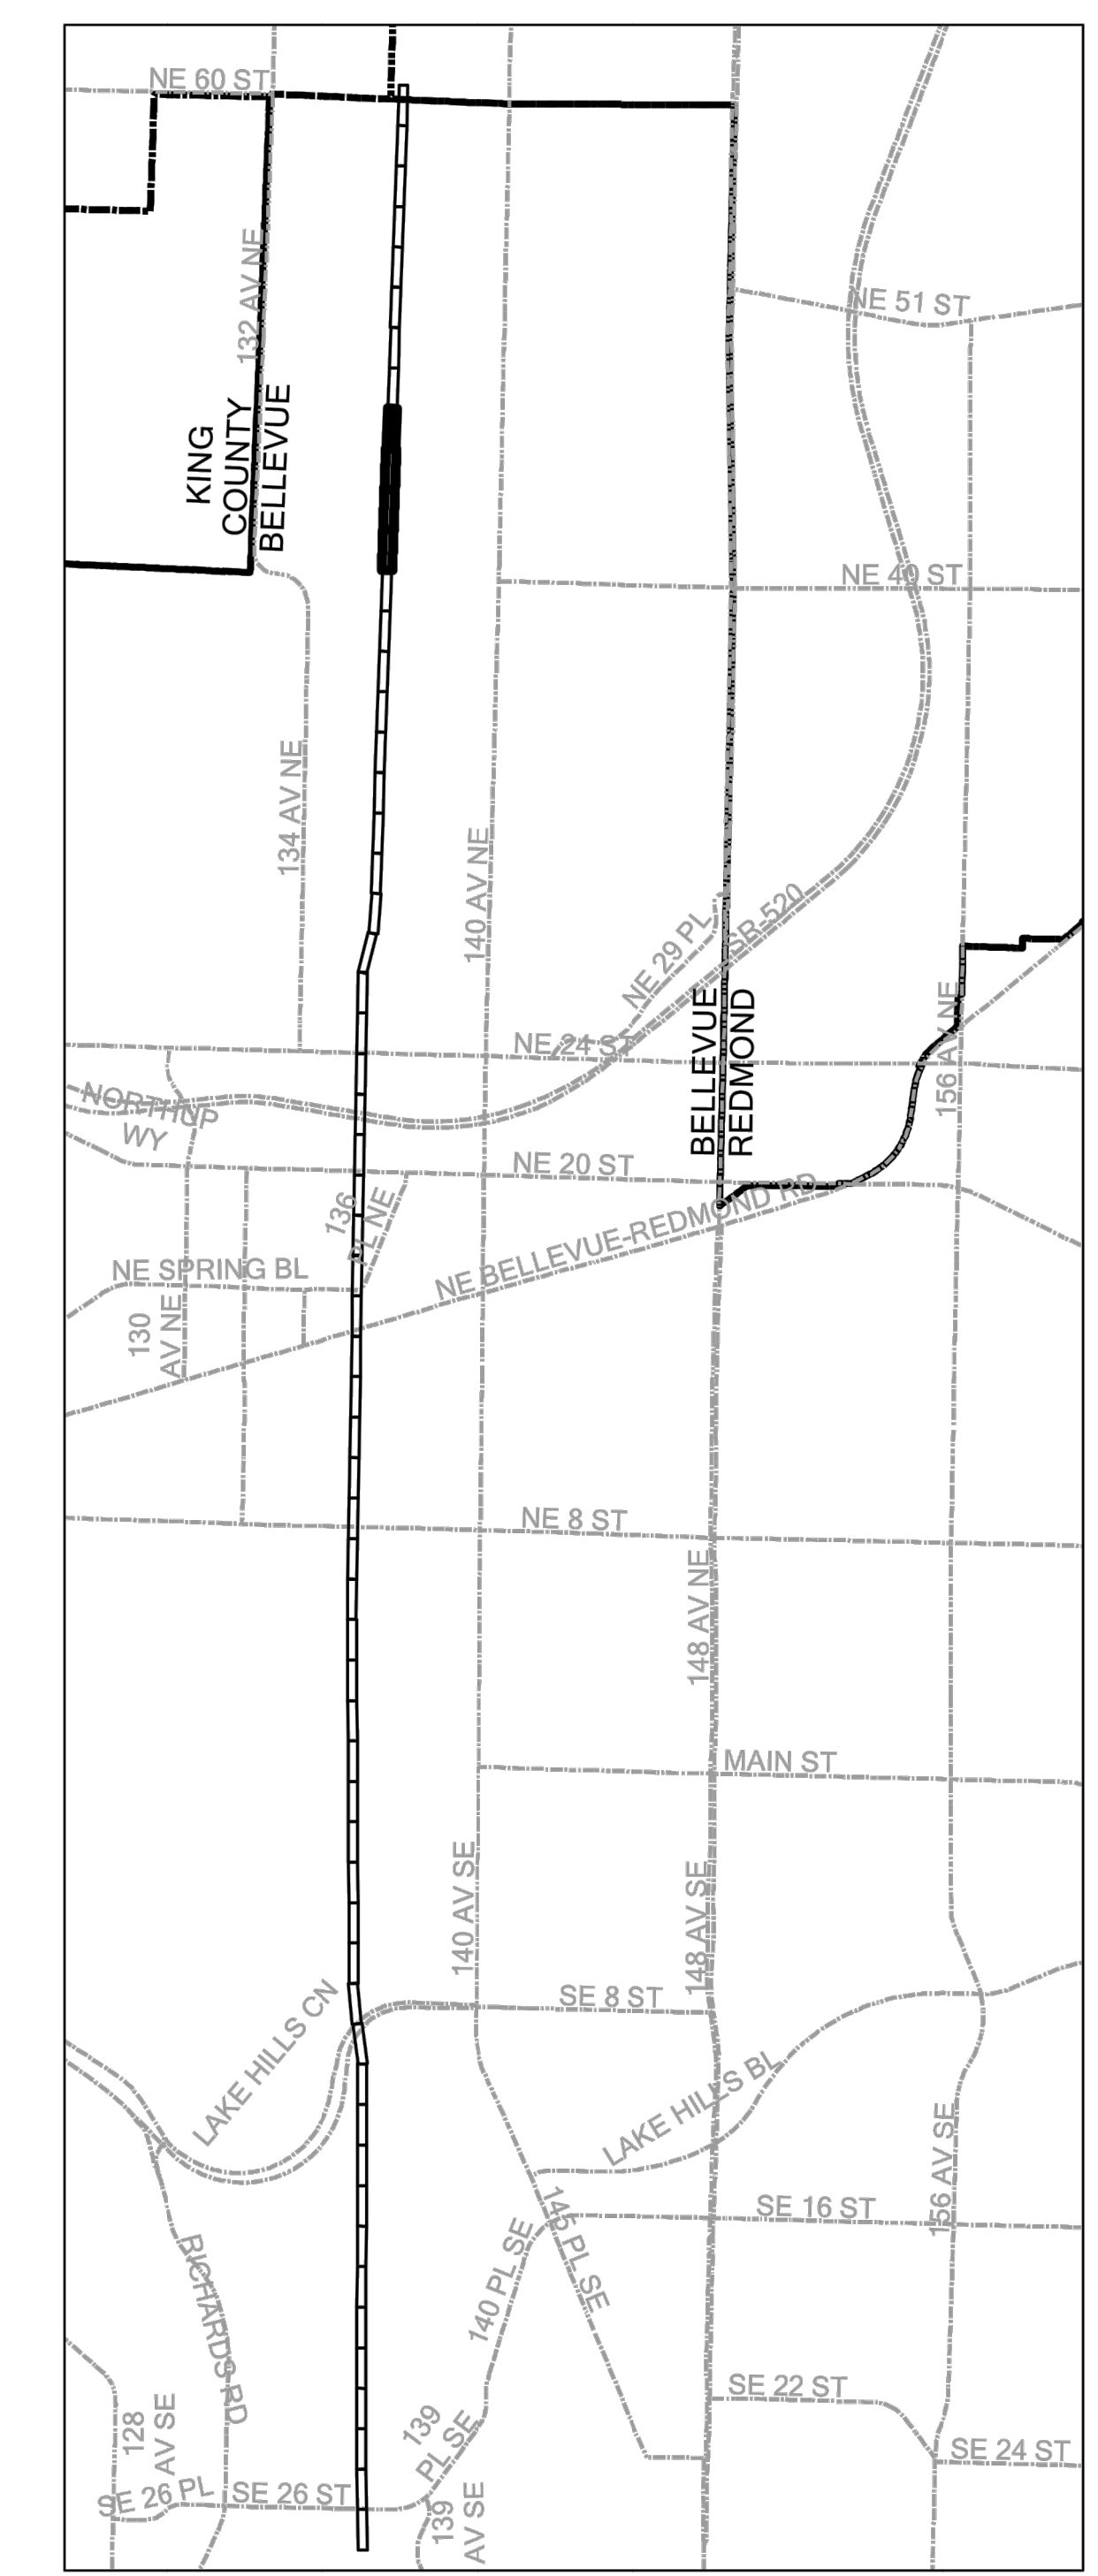 NE 60 ST
132 AV NE
NE 51 ST
KING
COUNTY
BELLEVUE
NE 40 ST
134 AV NE
140 AV NE
NE 29 PL
SR-520
BELLEVUE
REDMOND
156 AV NE
NE 24 ST
NORTHUP
WY
NE 20 ST
136
PL NE
NE BELLEVUE-REDMOND RD
NE SPRING BL
130
AV NE
NE 8 ST
148 AV NE
MAIN ST
140 AV SE
148 AV SE
SE 8 ST
LAKE HILLS CN
LAKE HILLS BL
156 AV SE
SE 16 ST
145 PL SE
140 PL SE
RICHARDS RD
SE 22 ST
128
AV SE
139
PL SE
SE 24 ST
SE 26 PL
SE 26 ST
139
AV SE